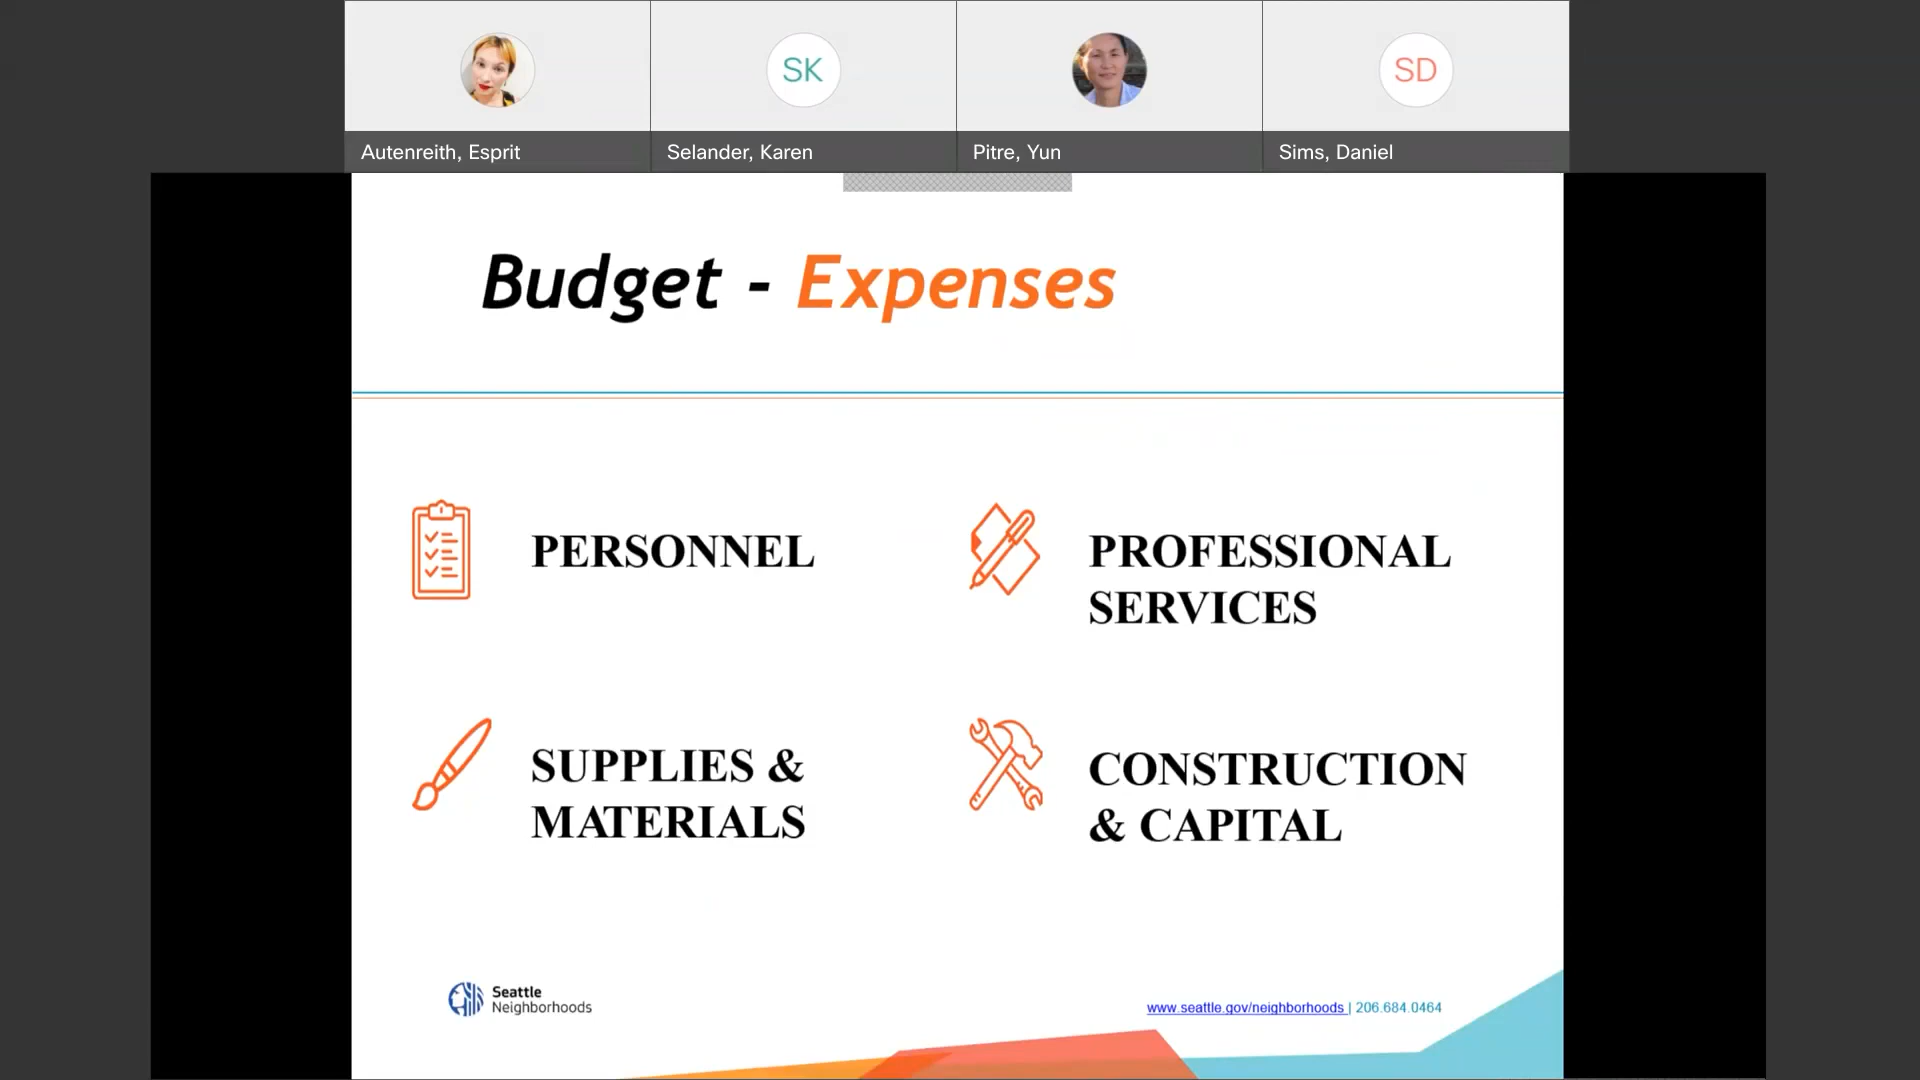 SK
SD
Autenreith, Esprit
Selander, Karen
Pitre, Yun
Sims, Daniel
Budget - Expenses
PERSONNEL
PROFESSIONAL
SERVICES
SUPPLIES &
MATERIALS
CONSTRUCTION
& CAPITAL
Seattle
Neighborhoods
www.seattle.gov/neighborhoods | 206.684.0464